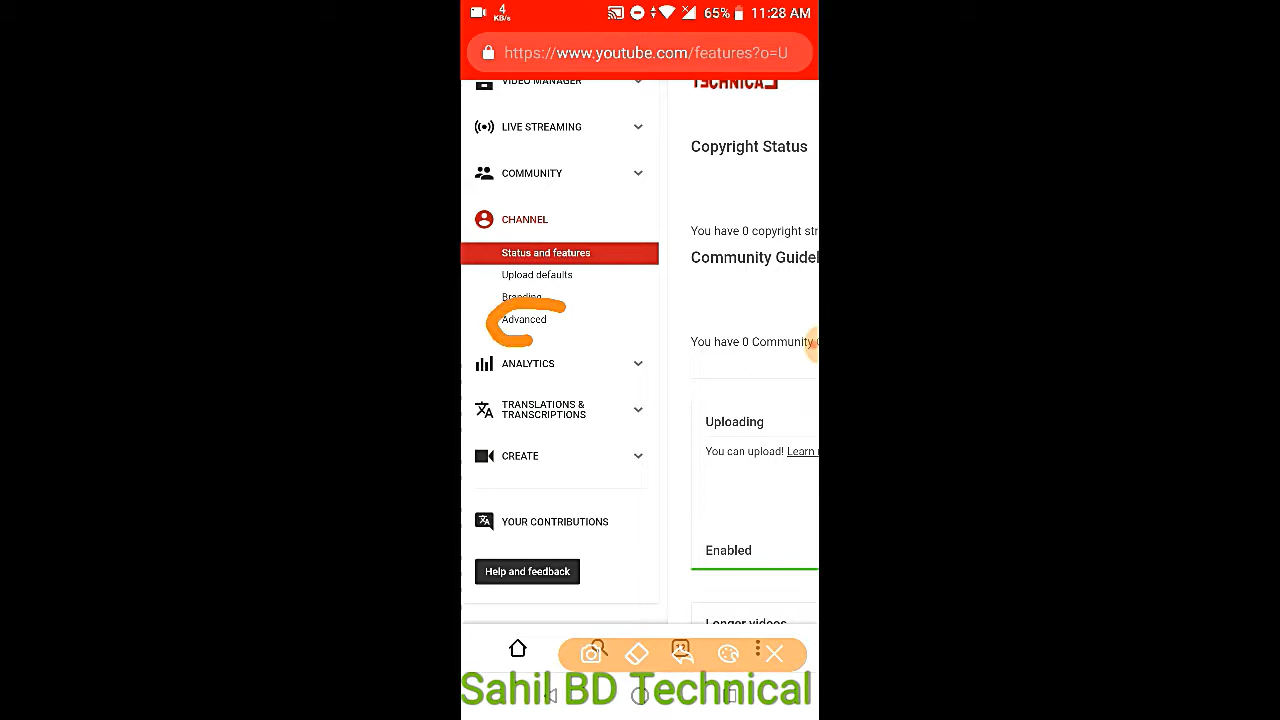 4
KB/s
65%
11:28 AM
https://www.youtube.com/features?o=U
VIDEO MANAGER
TECHNICAL
LIVE STREAMING
Copyright Status
COMMUNITY
CHANNEL
You have 0 copyright str
Status and features
Community Guidel
Upload defaults
Branding
Advanced
You have 0 Community
ANALYTICS
TRANSLATIONS &
TRANSCRIPTIONS
Uploading
You can upload! Learn
CREATE
YOUR CONTRIBUTIONS
Enabled
Help and feedback
Longer videos
Sahil BD Technical